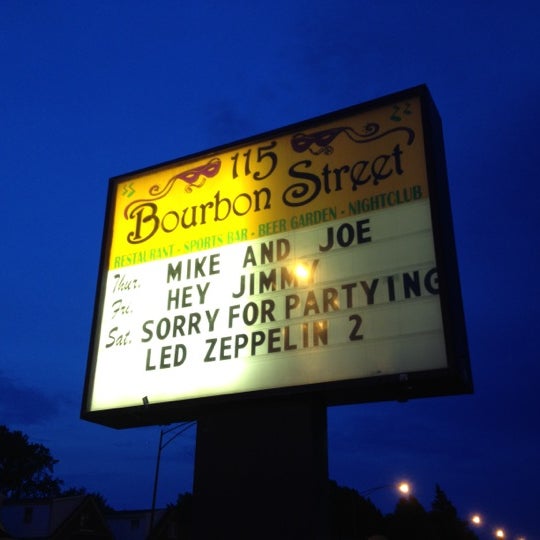 115
Bourbon Street
RESTAURANT - SPORTS BAR - BEER GARDEN - NIGHTCLUB
Thur. MIKE AND JOE
Fri. HEY JIMMY
Sat. SORRY FOR PARTYING
LED ZEPPELIN 2